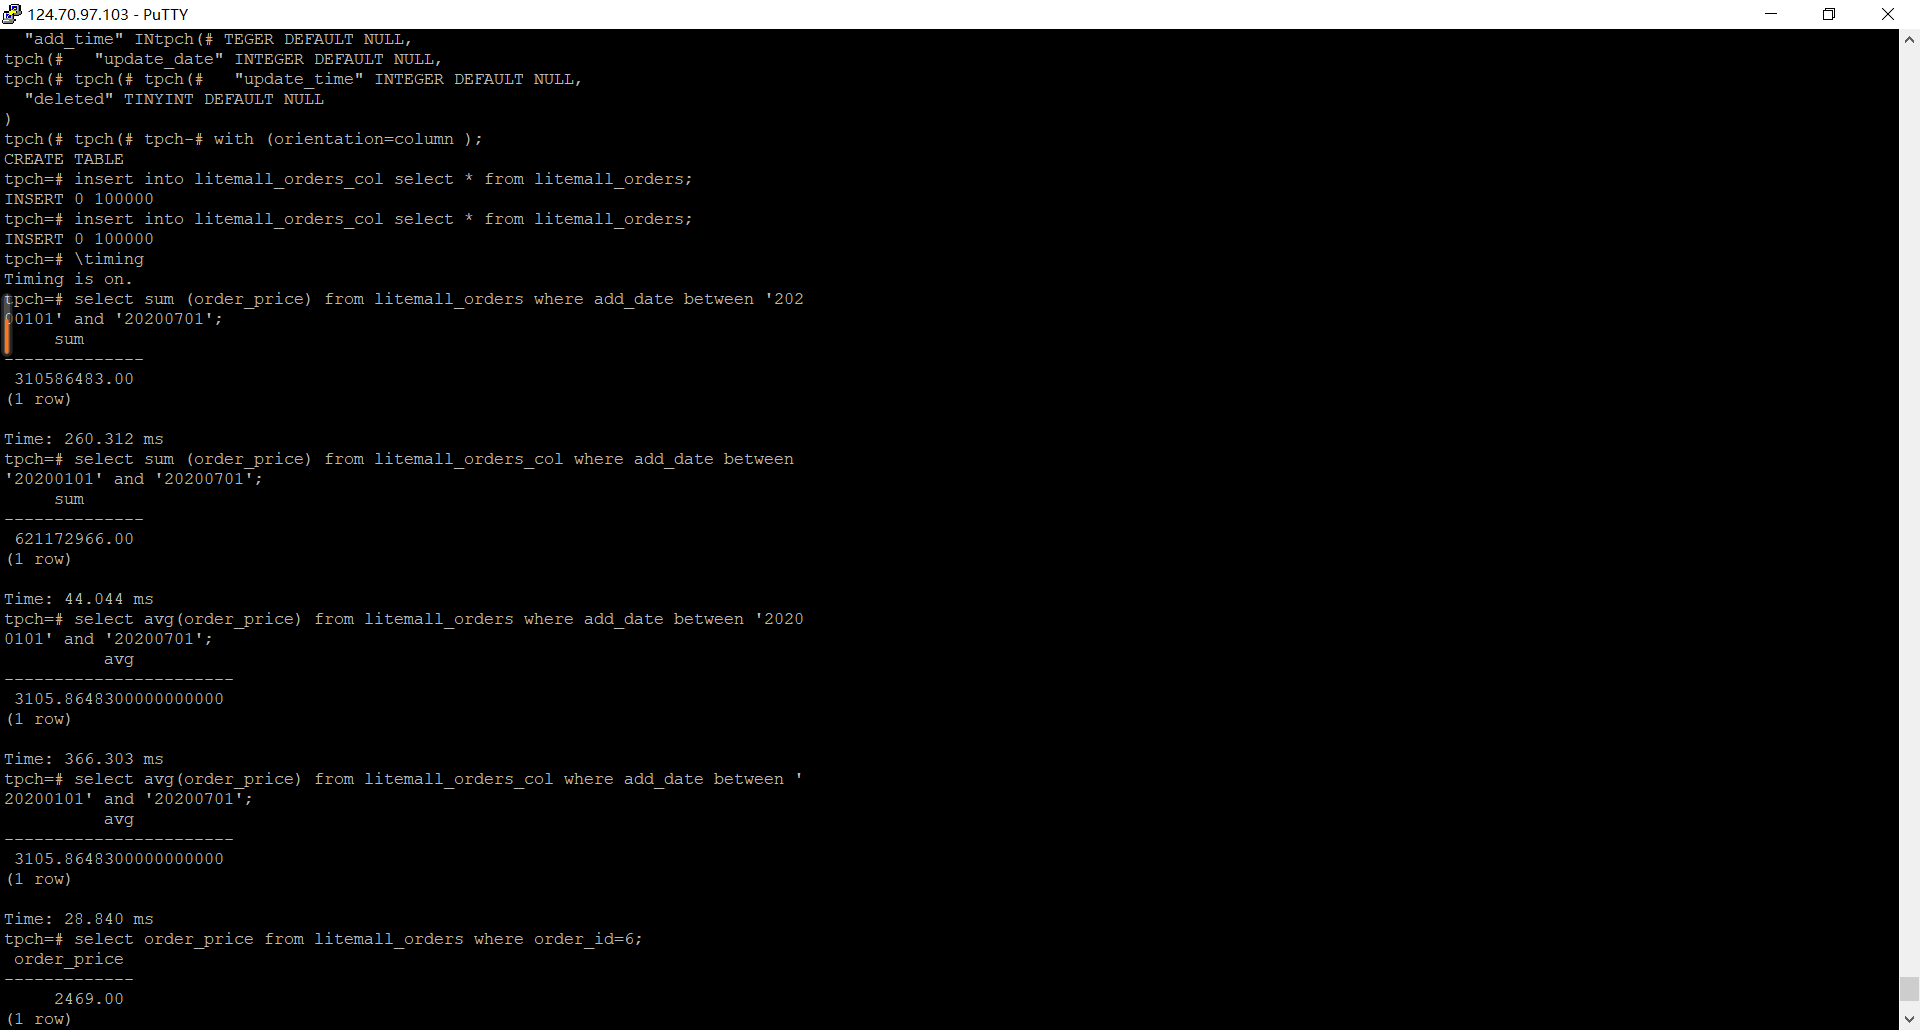 124.70.97.103 - PuTTY
  "add_time" INtpch(# TEGER DEFAULT NULL,
tpch(#   "update_date" INTEGER DEFAULT NULL,
tpch(# tpch(# tpch(#   "update_time" INTEGER DEFAULT NULL,
  "deleted" TINYINT DEFAULT NULL
)
tpch(# tpch(# tpch-# with (orientation=column );
CREATE TABLE
tpch=# insert into litemall_orders_col select * from litemall_orders;
INSERT 0 100000
tpch=# insert into litemall_orders_col select * from litemall_orders;
INSERT 0 100000
tpch=# \timing
Timing is on.
tpch=# select sum (order_price) from litemall_orders where add_date between '202
00101' and '20200701';
     sum
--------------
 310586483.00
(1 row)
Time: 260.312 ms
tpch=# select sum (order_price) from litemall_orders_col where add_date between
'20200101' and '20200701';
     sum
--------------
 621172966.00
(1 row)
Time: 44.044 ms
tpch=# select avg(order_price) from litemall_orders where add_date between '2020
0101' and '20200701';
          avg
-----------------------
 3105.8648300000000000
(1 row)
Time: 366.303 ms
tpch=# select avg(order_price) from litemall_orders_col where add_date between '
20200101' and '20200701';
          avg
-----------------------
 3105.8648300000000000
(1 row)
Time: 28.840 ms
tpch=# select order_price from litemall_orders where order_id=6;
 order_price
-------------
     2469.00
(1 row)